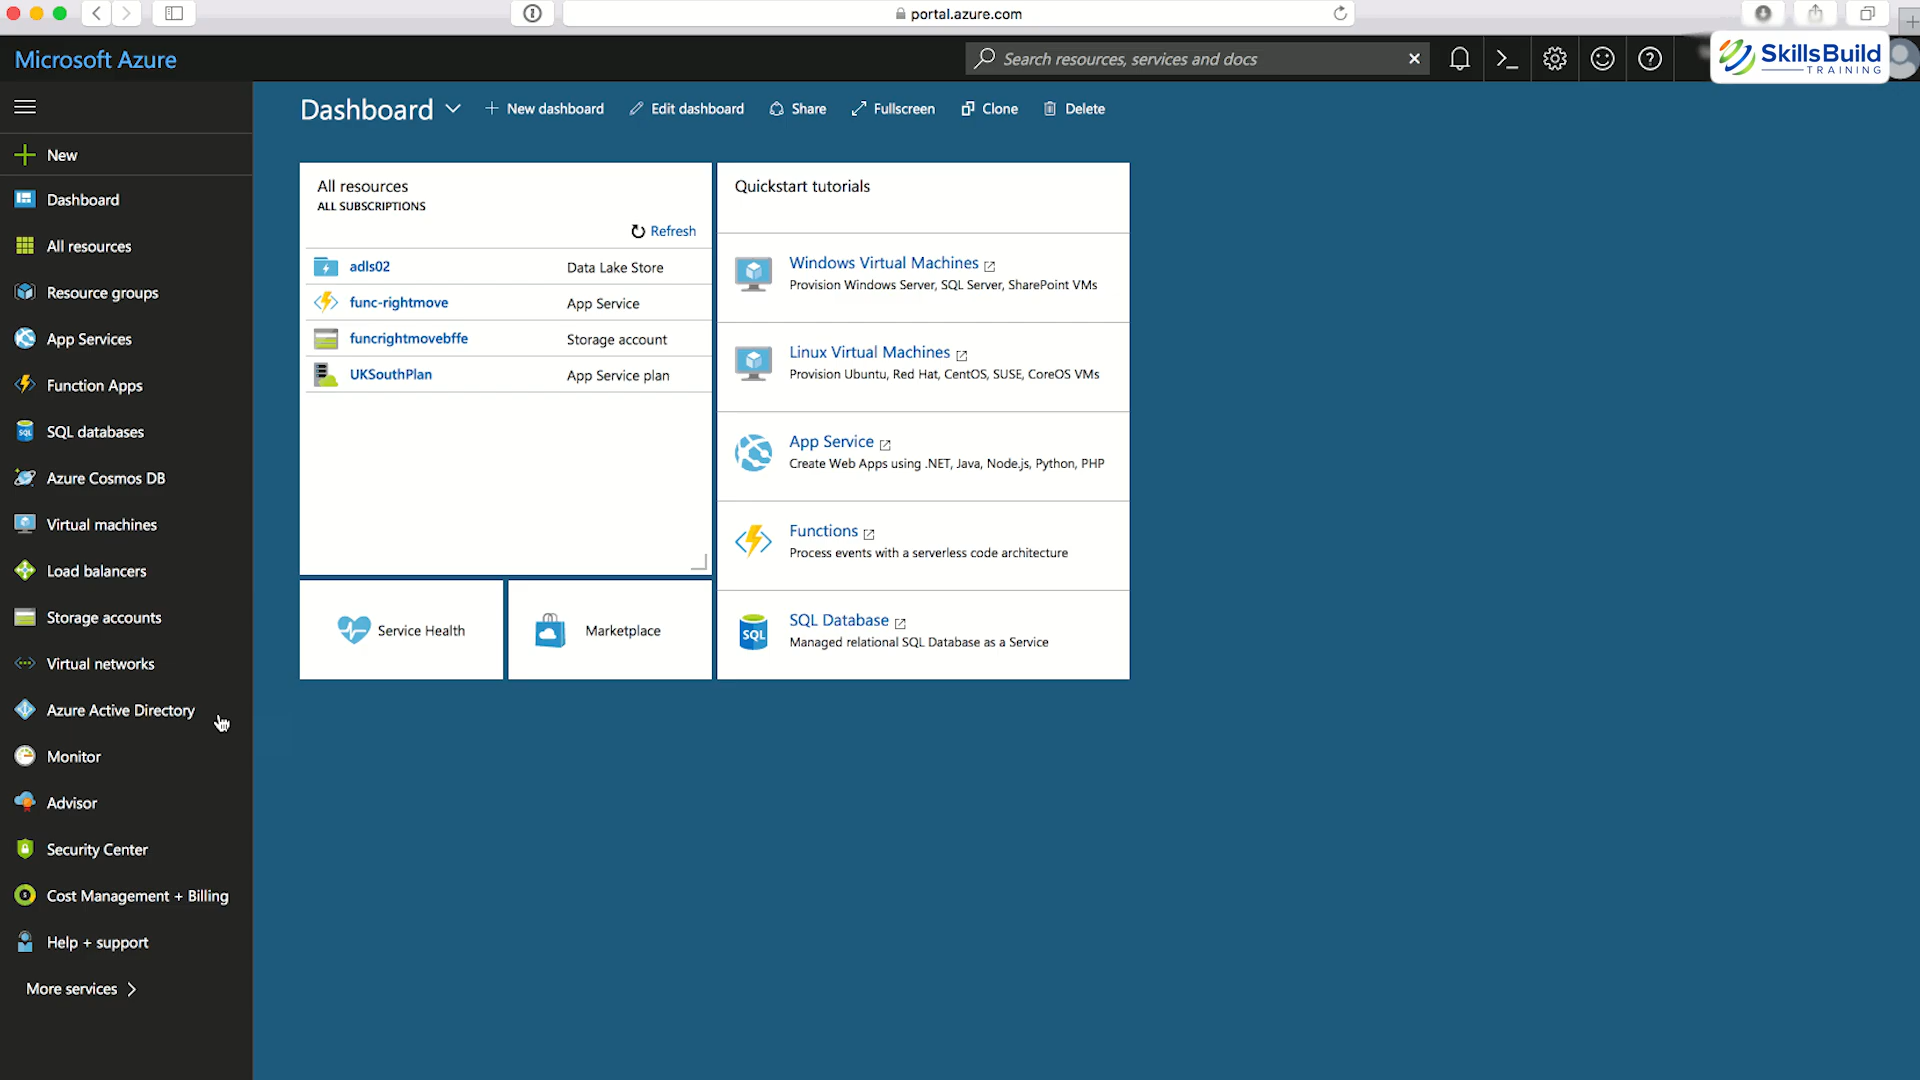 portal.azure.com
Microsoft Azure
Search resources, services and docs
SkillsBuild
TRAINING
Dashboard
New dashboard
Edit dashboard
Share
Fullscreen
Clone
Delete
New
Dashboard
All resources
Resource groups
App Services
Function Apps
SQL databases
Azure Cosmos DB
Virtual machines
Load balancers
Storage accounts
Virtual networks
Azure Active Directory
Monitor
Advisor
Security Center
Cost Management + Billing
Help + support
More services
All resources
ALL SUBSCRIPTIONS
Refresh
adls02 Data Lake Store
func-rightmove App Service
funcrightmovebffe Storage account
UKSouthPlan App Service plan
Service Health
Marketplace
Quickstart tutorials
Windows Virtual Machines
Provision Windows Server, SQL Server, SharePoint VMs
Linux Virtual Machines
Provision Ubuntu, Red Hat, CentOS, SUSE, CoreOS VMs
App Service
Create Web Apps using .NET, Java, Node.js, Python, PHP
Functions
Process events with a serverless code architecture
SQL
SQL Database
Managed relational SQL Database as a Service